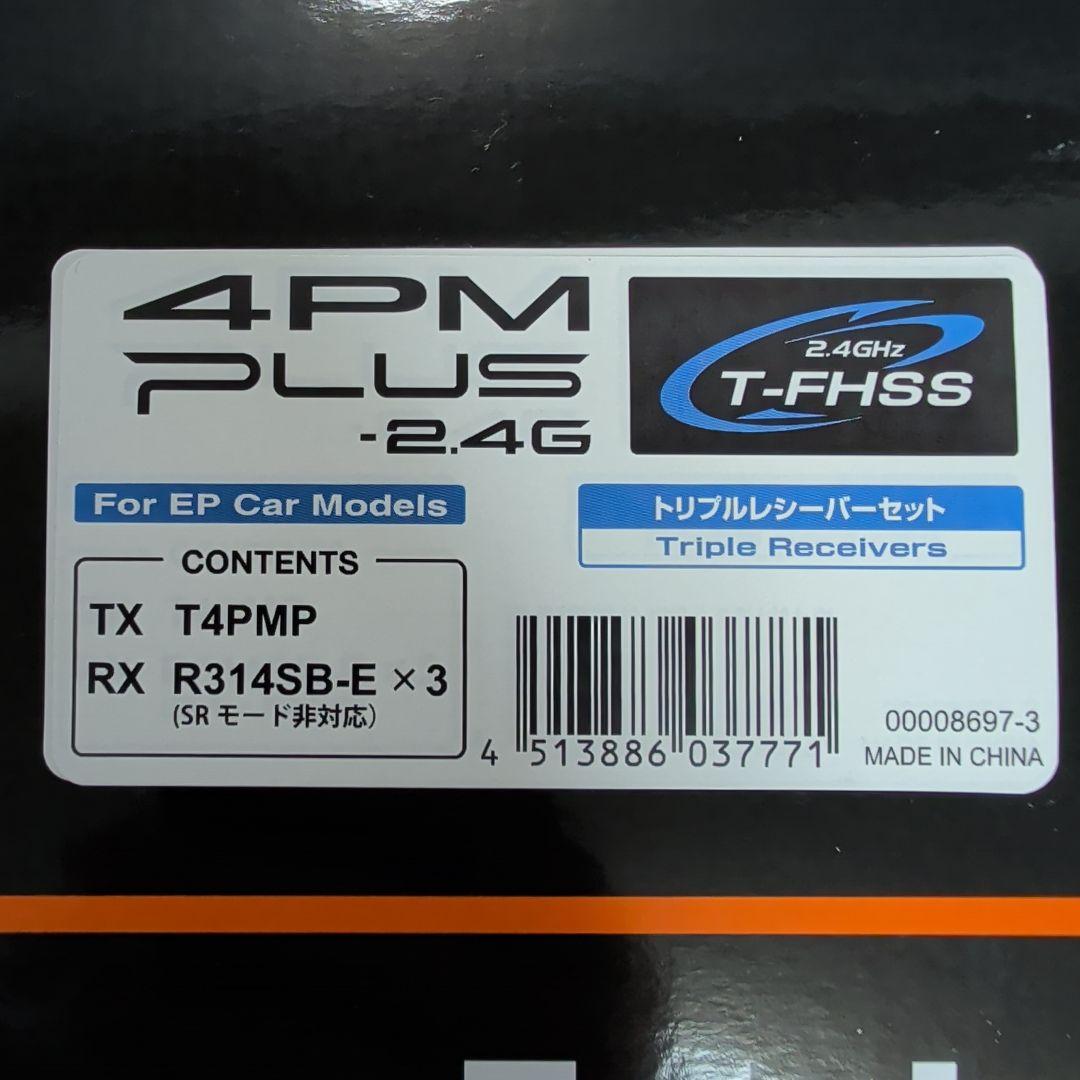 4PM
PLUS
-2.4G
2.4GHz
T-FHSS
For EP Car Models
トリプルレシーバーセット
Triple Receivers
CONTENTS
TX T4PMP
RX R314SB-E ×3
(SRモード非対応)
4 513886 037771
00008697-3
MADE IN CHINA